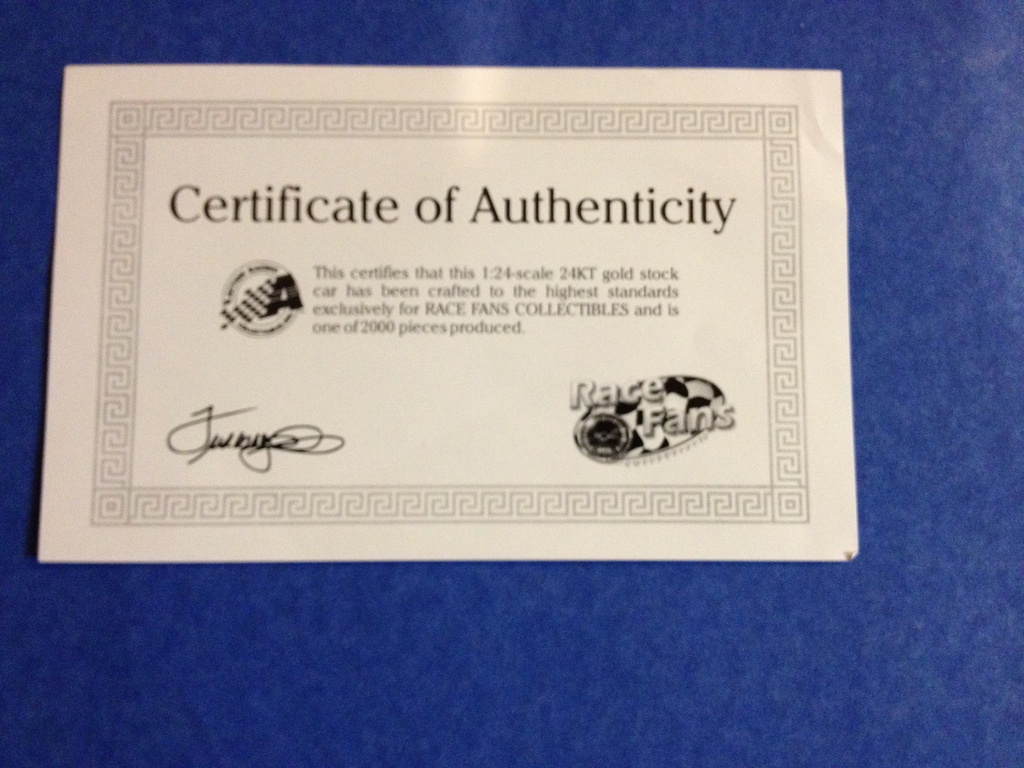 Certificate of Authenticity
This certifies that this 1:24-scale 24KT gold stock
car has been crafted to the highest standards
exclusively for RACE FANS COLLECTIBLES and is
one of 2000 pieces produced.
Race
Fans